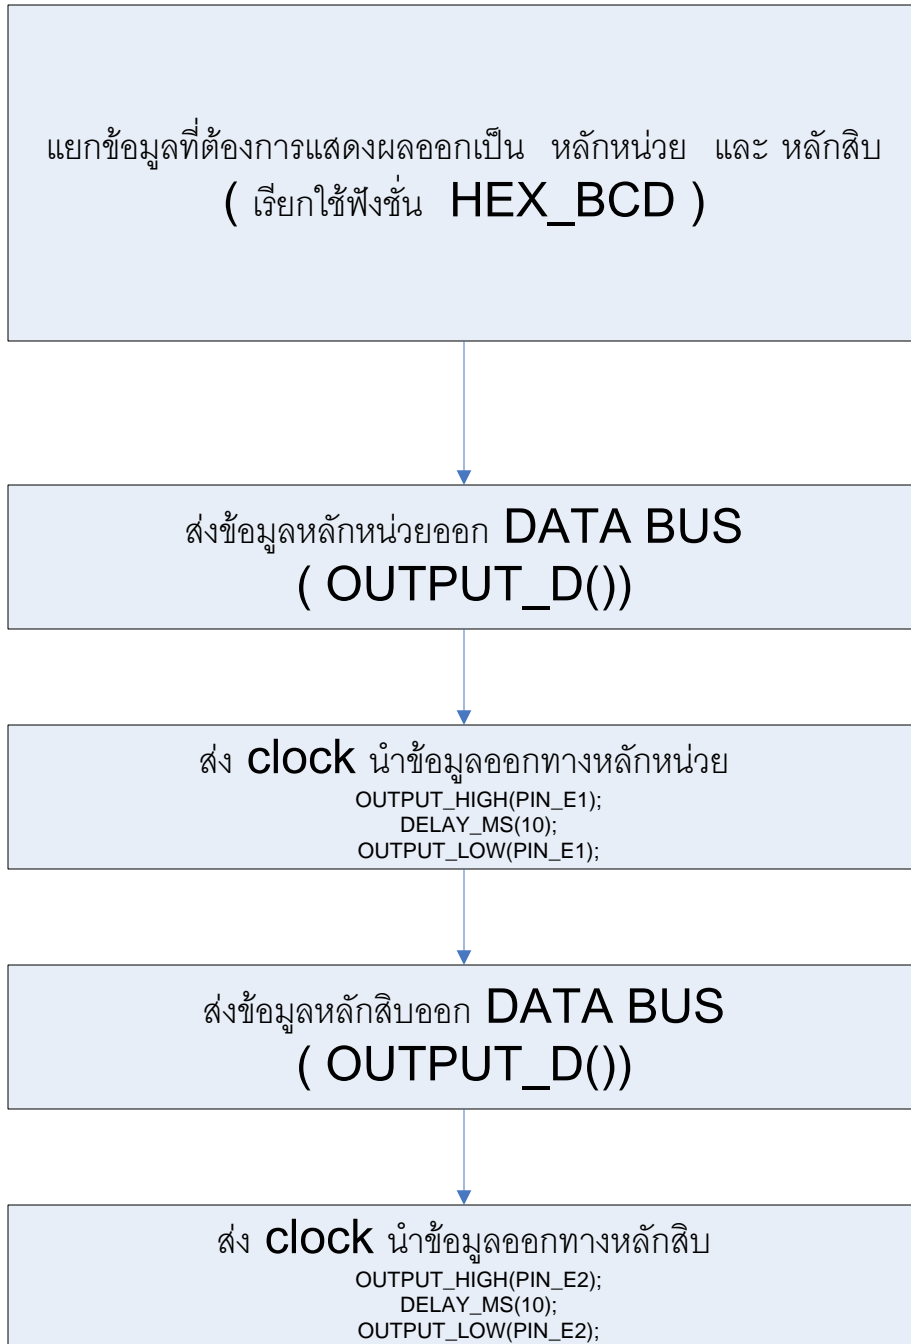 แยกข้อมูลที่ต้องการแสดงผลออกเป็น หลักหน่วย และ หลักสิบ
( เรียกใช้ฟังชั่น HEX_BCD )
ส่งข้อมูลหลักหน่วยออก DATA BUS
( OUTPUT_D())
ส่ง clock นำข้อมูลออกทางหลักหน่วย
OUTPUT_HIGH(PIN_E1);
DELAY_MS(10);
OUTPUT_LOW(PIN_E1);
ส่งข้อมูลหลักสิบออก DATA BUS
( OUTPUT_D())
ส่ง clock นำข้อมูลออกทางหลักสิบ
OUTPUT_HIGH(PIN_E2);
DELAY_MS(10);
OUTPUT_LOW(PIN_E2);